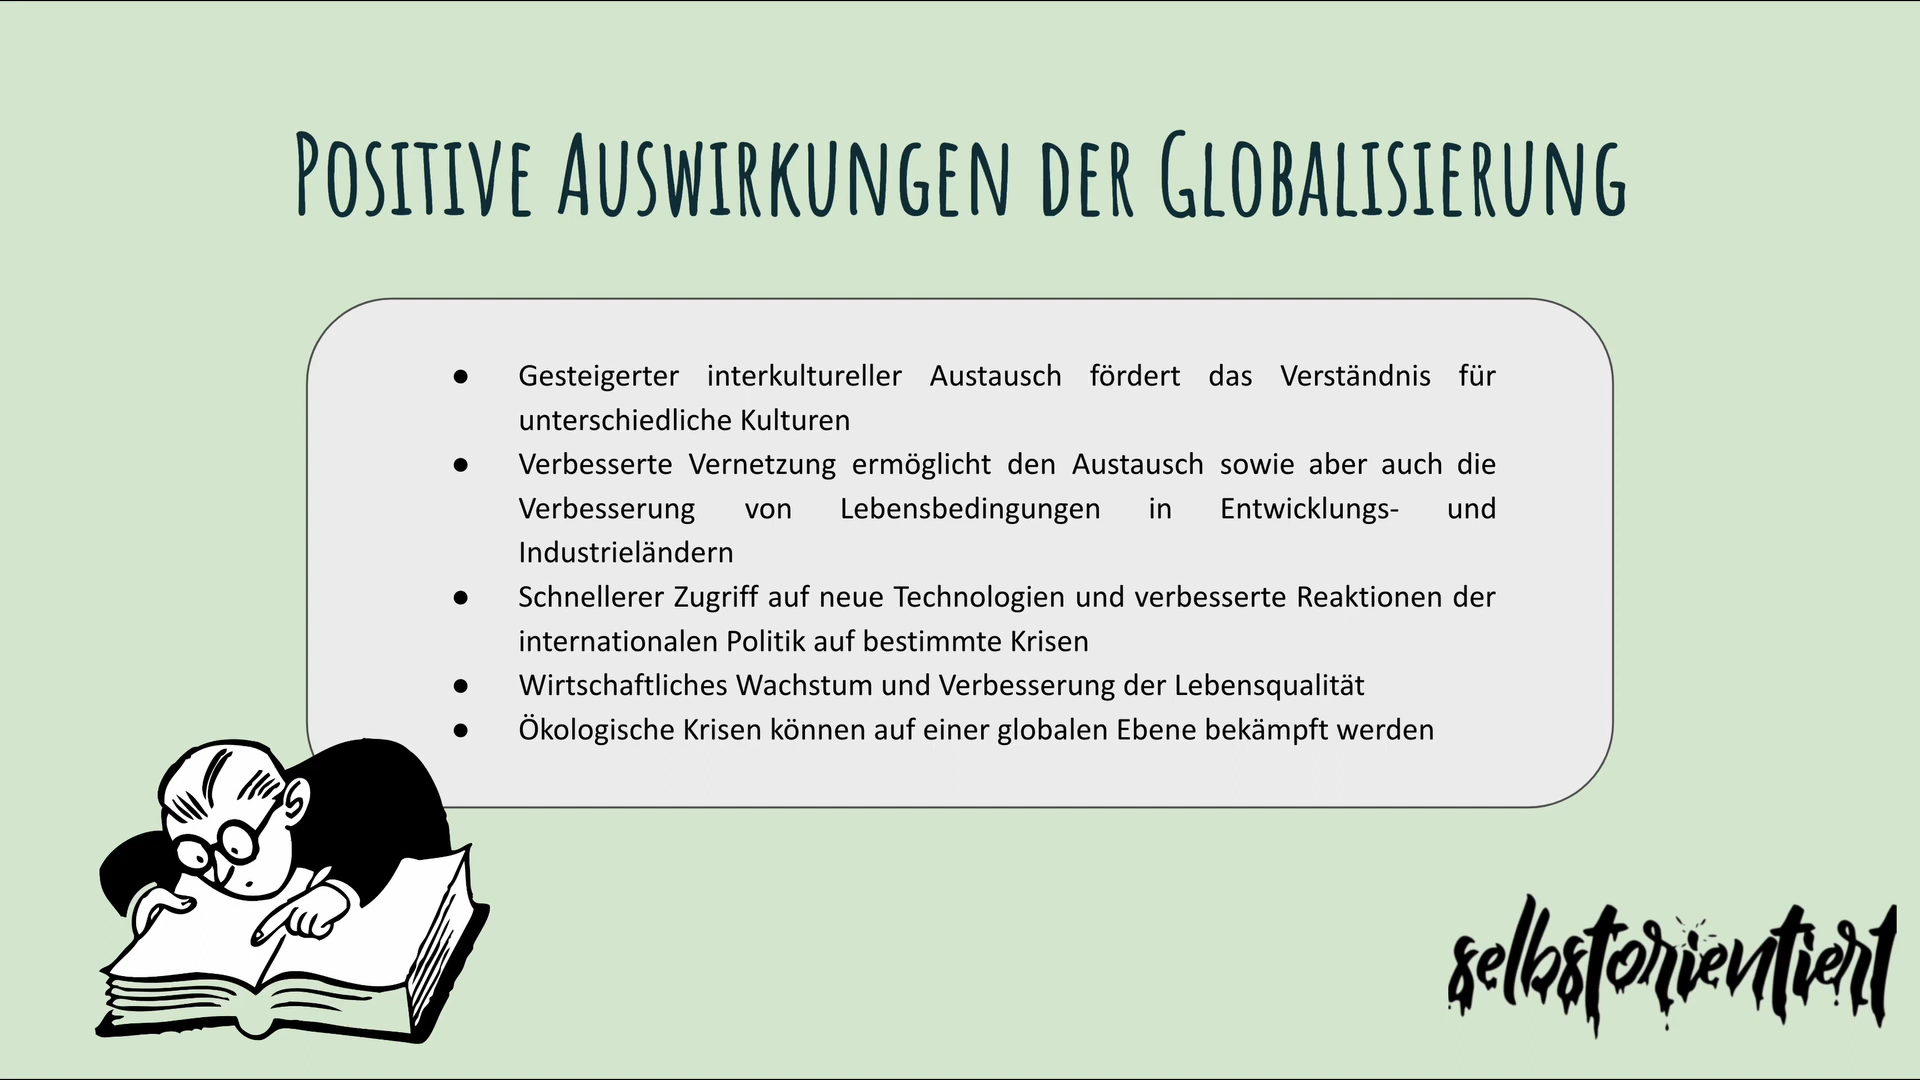 Positive Auswirkungen der Globalisierung
● Gesteigerter interkultureller Austausch fördert das Verständnis für
unterschiedliche Kulturen
● Verbesserte Vernetzung ermöglicht den Austausch sowie aber auch die
Verbesserung von Lebensbedingungen in Entwicklungs- und
Industrieländern
● Schnellerer Zugriff auf neue Technologien und verbesserte Reaktionen der
internationalen Politik auf bestimmte Krisen
● Wirtschaftliches Wachstum und Verbesserung der Lebensqualität
● Ökologische Krisen können auf einer globalen Ebene bekämpft werden
selbstorientiert